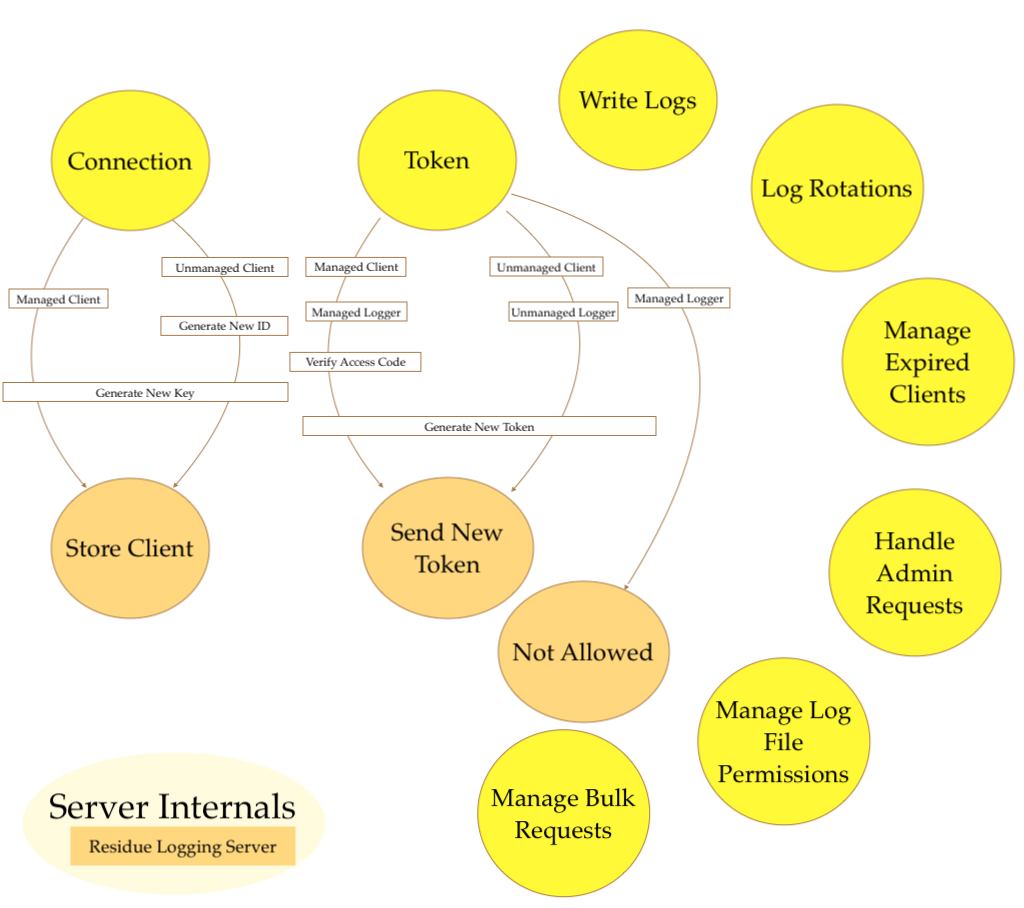 Write Logs
Connection
Token
Log Rotations
Unmanaged Client
Managed Client
Unmanaged Client
Managed Client
Managed Logger
Managed Logger
Unmanaged Logger
Generate New ID
Verify Access Code
Manage
Expired
Clients
Generate New Key
Generate New Token
Store Client
Send New
Token
Handle
Admin
Requests
Not Allowed
Manage Log
File
Permissions
Manage Bulk
Requests
Server Internals
Residue Logging Server